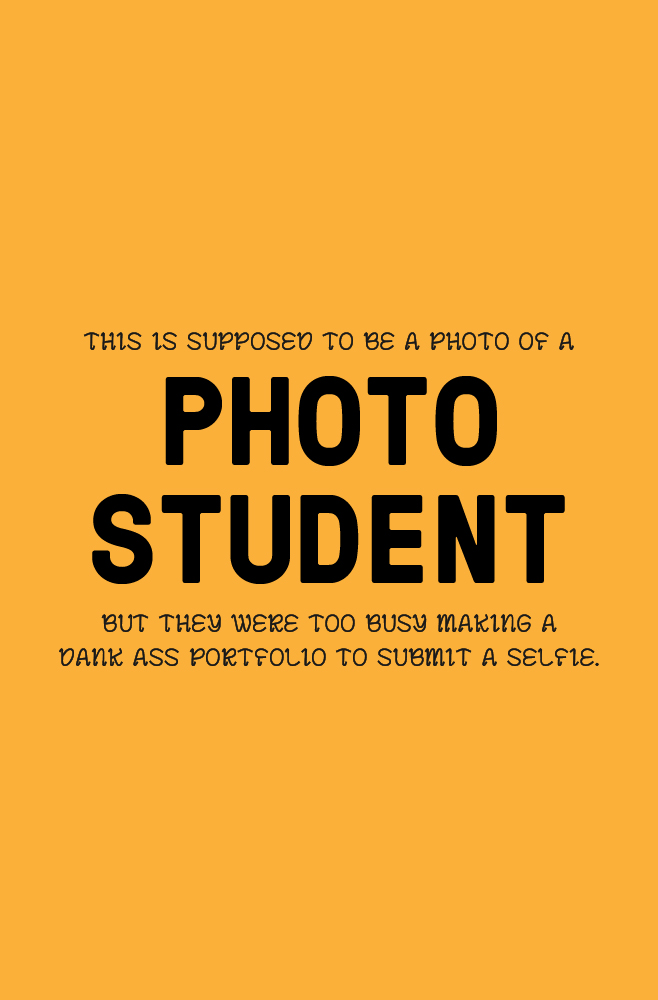 THIS IS SUPPOSED TO BE A PHOTO OF A
PHOTO
STUDENT
BUT THEY WERE TOO BUSY MAKING A
DANK ASS PORTFOLIO TO SUBMIT A SELFIE.